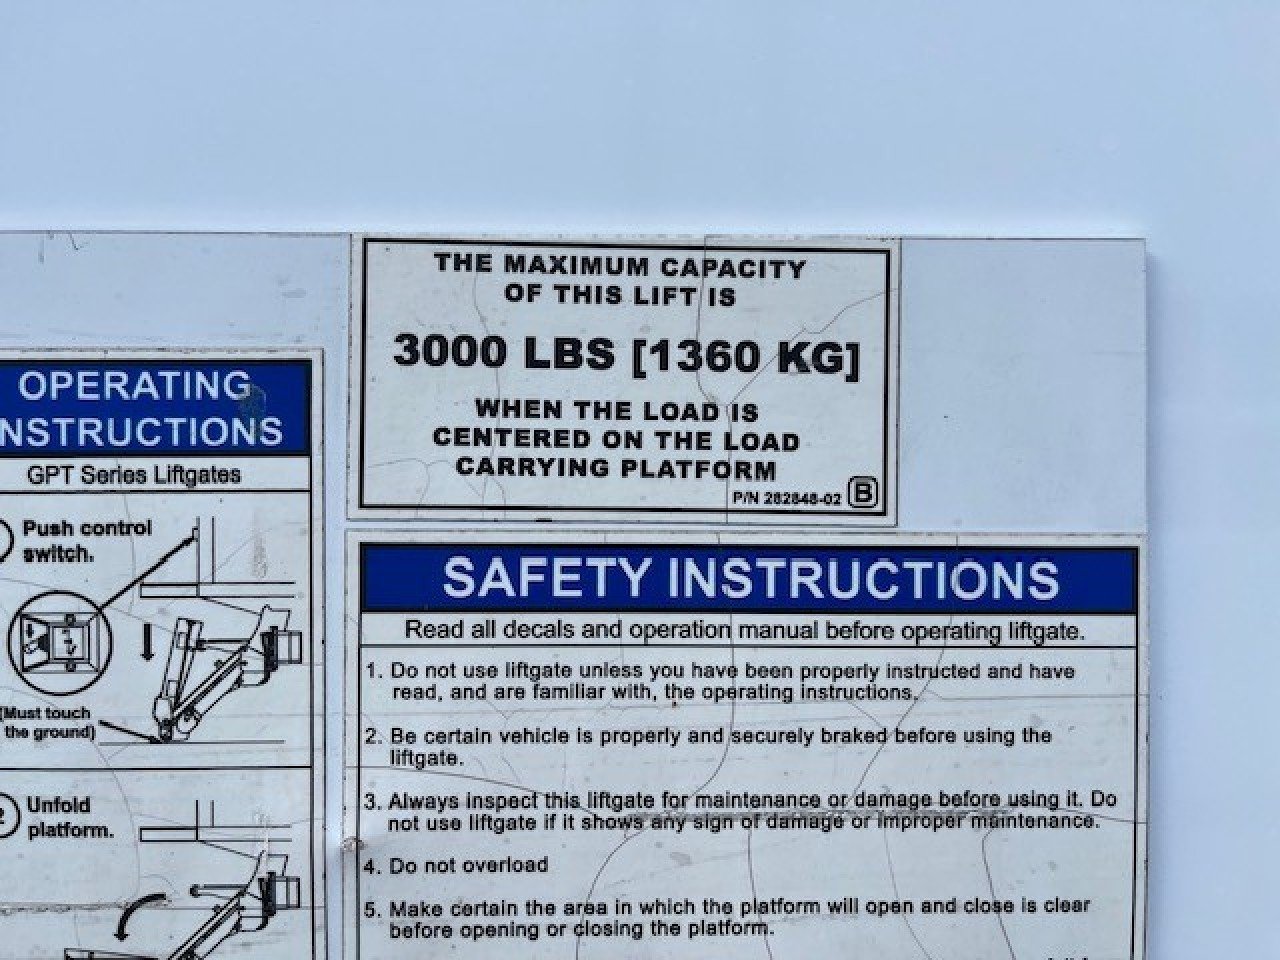 THE MAXIMUM CAPACITY
OF THIS LIFT IS
3000 LBS [1360 KG]
WHEN THE LOAD IS
CENTERED ON THE LOAD
CARRYING PLATFORM
P/N 282848-02 B
OPERATING
NSTRUCTIONS
GPT Series Liftgates
Push control
switch.
(Must touch
the ground)
2 Unfold
platform.
SAFETY INSTRUCTIONS
Read all decals and operation manual before operating liftgate.
1. Do not use liftgate unless you have been properly instructed and have
read, and are familiar with, the operating instructions.
2. Be certain vehicle is properly and securely braked before using the
liftgate.
3. Always inspect this liftgate for maintenance or damage before using it. Do
not use liftgate if it shows any sign of damage or improper maintenance.
4. Do not overload
5. Make certain the area in which the platform will open and close is clear
before opening or closing the platform.